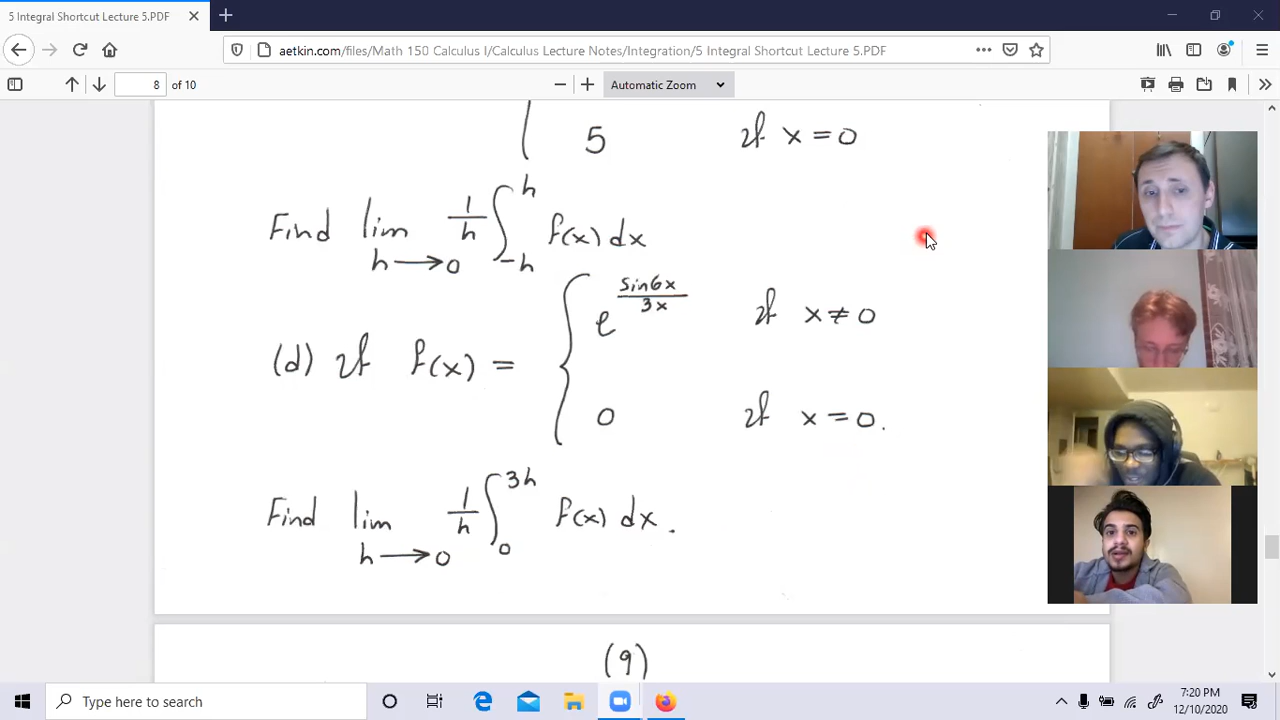 5 Integral Shortcut Lecture 5.PDF
aetkin.com/files/Math 150 Calculus I/Calculus Lecture Notes/Integration/5 Integral Shortcut Lecture 5.PDF
8 of 10
Automatic Zoom
5 if x = 0
Find lim h→0 1/h ∫_{-h}^{h} f(x) dx
(d) if f(x) = { e^{sin6x/3x} if x ≠ 0
0 if x = 0.
Find lim h→0 1/h ∫_{0}^{3h} f(x) dx.
(9)
Type here to search
7:20 PM
12/10/2020